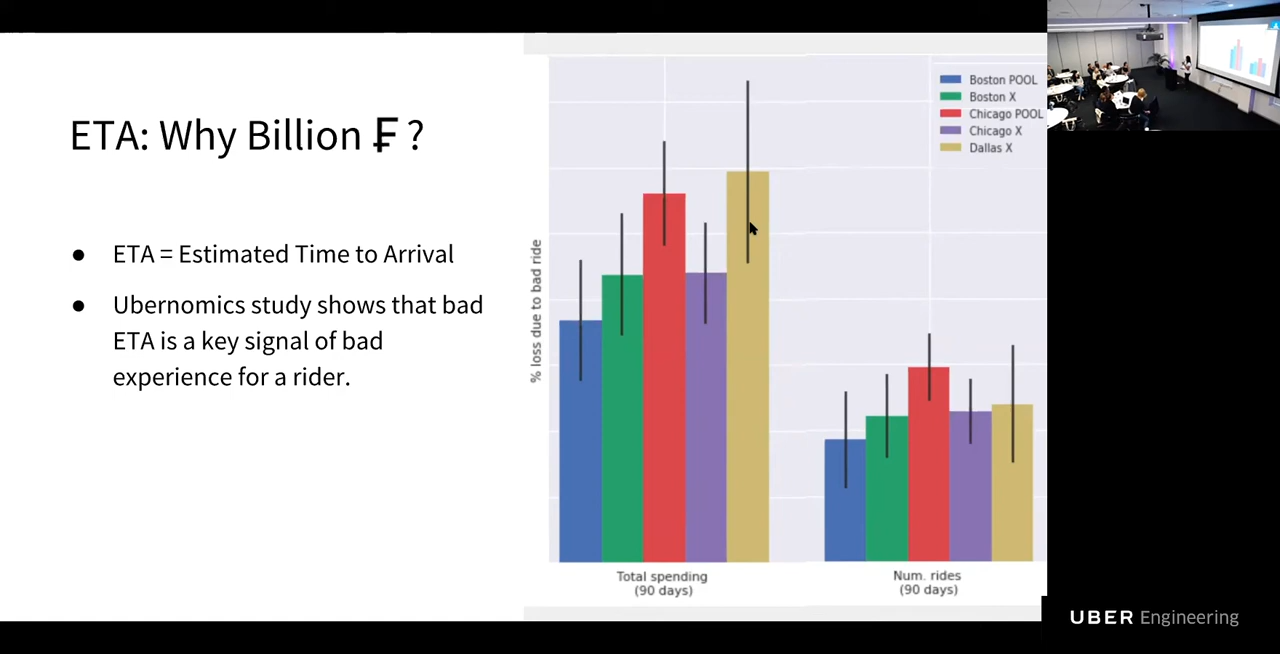 ETA: Why Billion ₣ ?
● ETA = Estimated Time to Arrival
● Ubernomics study shows that bad
ETA is a key signal of bad
experience for a rider.
% loss due to bad ride
Boston POOL
Boston X
Chicago POOL
Chicago X
Dallas X
Total spending
(90 days)
Num. rides
(90 days)
UBER Engineering